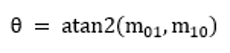 θ = atan2(m₀₁, m₁₀)